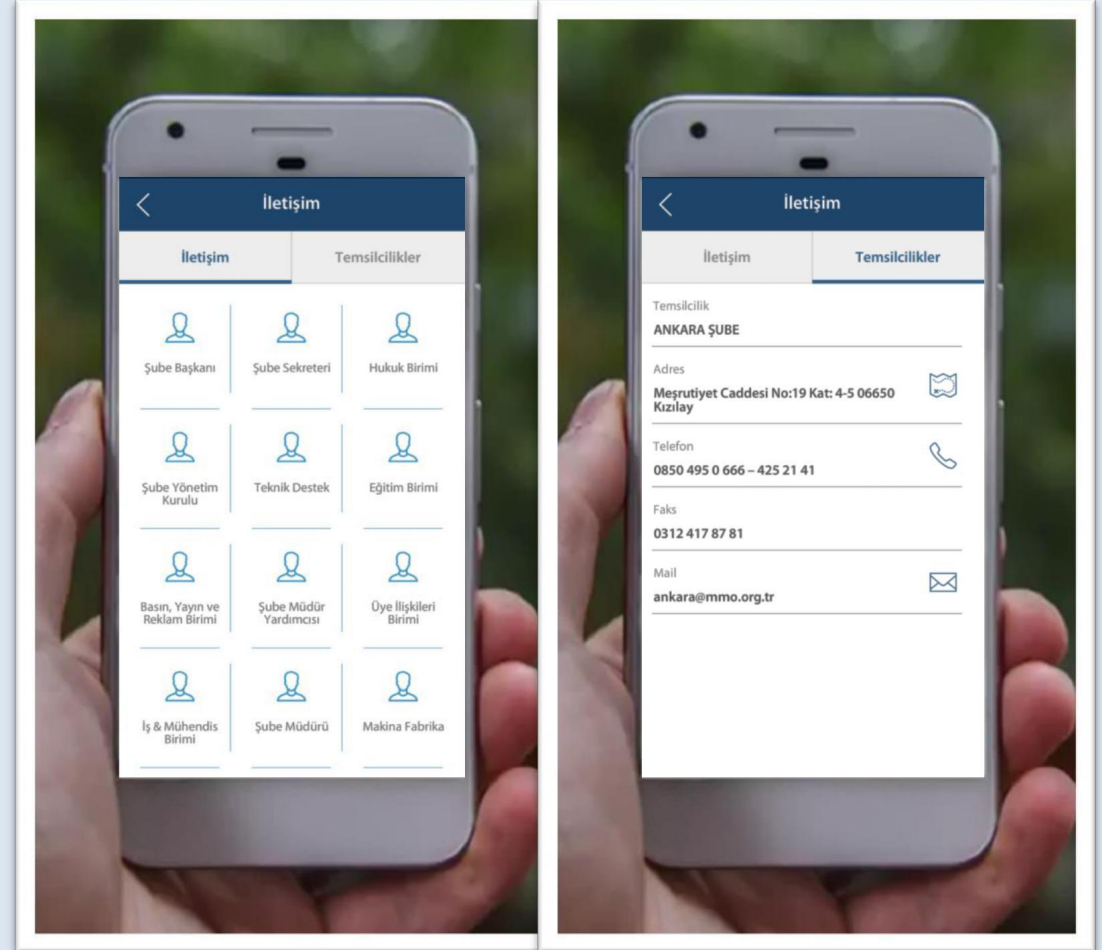 İletişim
İletişim
Temsilcilikler
Şube Başkanı
Şube Sekreteri
Hukuk Birimi
Şube Yönetim
Kurulu
Teknik Destek
Eğitim Birimi
Basın, Yayın ve
Reklam Birimi
Şube Müdür
Yardımcısı
Üye İlişkileri
Birimi
İş & Mühendis
Birimi
Şube Müdürü
Makina Fabrika
İletişim
İletişim
Temsilcilikler
Temsilcilik
ANKARA ŞUBE
Adres
Meşrutiyet Caddesi No:19 Kat: 4-5 06650
Kızılay
Telefon
0850 495 0 666 – 425 21 41
Faks
0312 417 87 81
Mail
ankara@mmo.org.tr